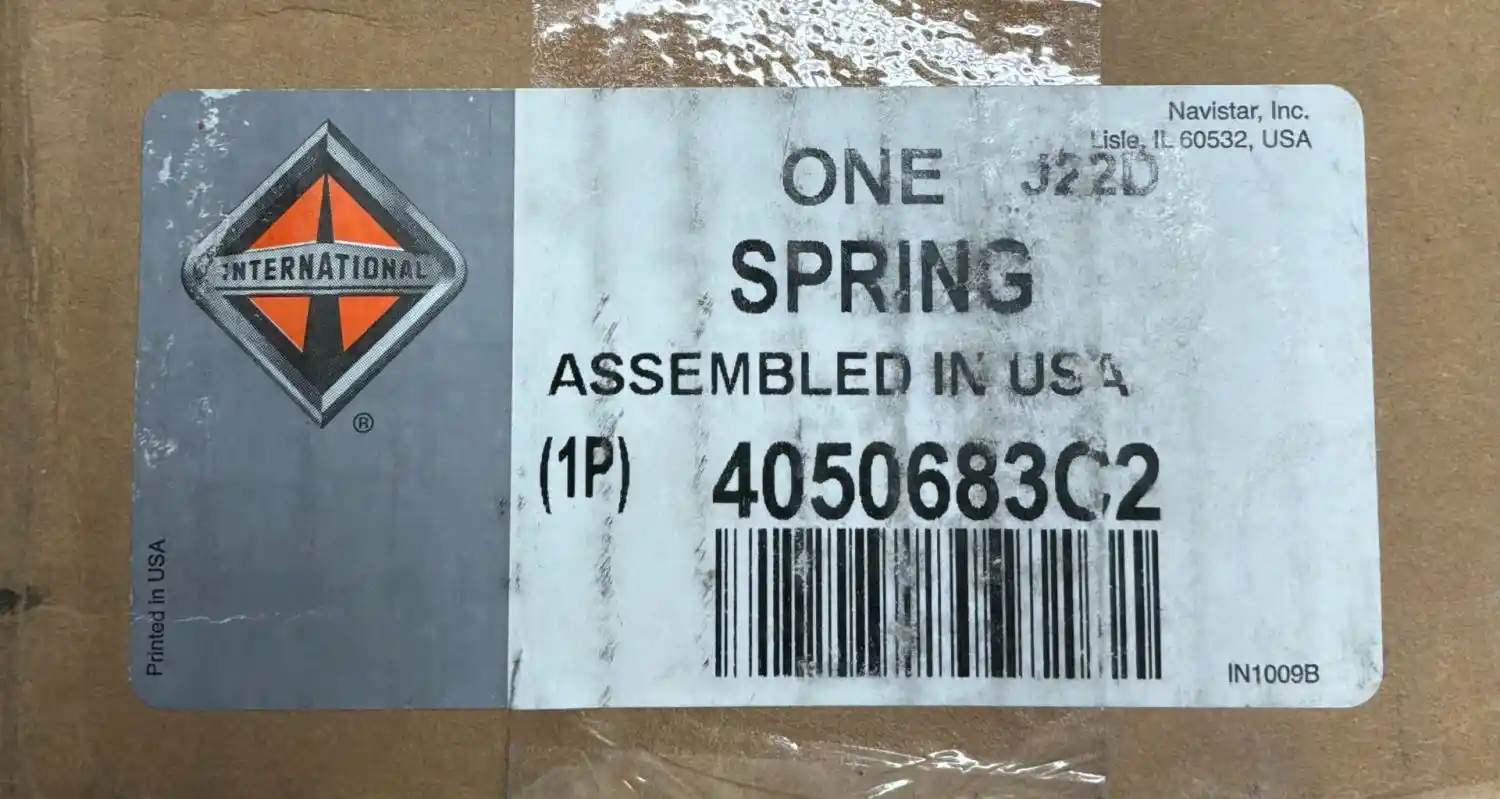 Navistar, Inc.
Lisle, IL 60532, USA
ONE J22D
SPRING
INTERNATIONAL
®
ASSEMBLED IN USA
(1P) 4050683C2
Printed in USA
IN1009B